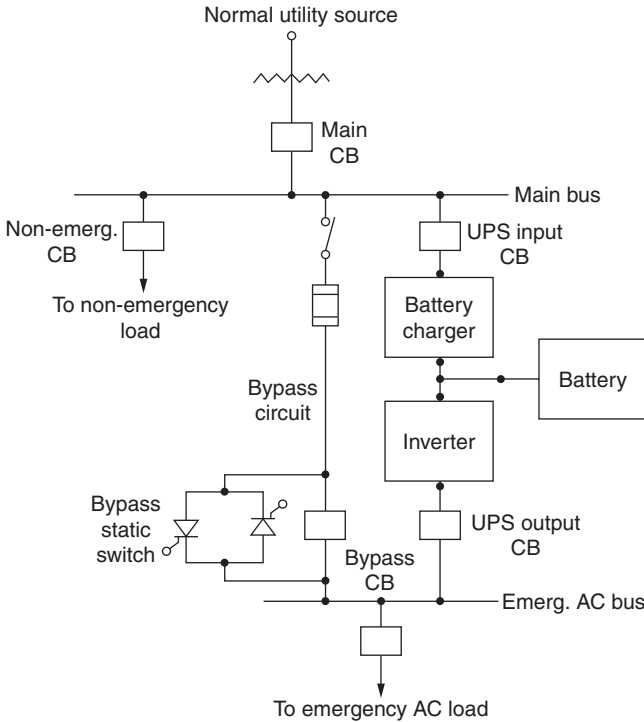 Normal utility source
Main
CB
Main bus
Non-emerg.
CB
UPS input
CB
To non-emergency
load
Battery
charger
Battery
Bypass
circuit
Inverter
Bypass
static
switch
UPS output
CB
Bypass
CB
Emerg. AC bus
To emergency AC load